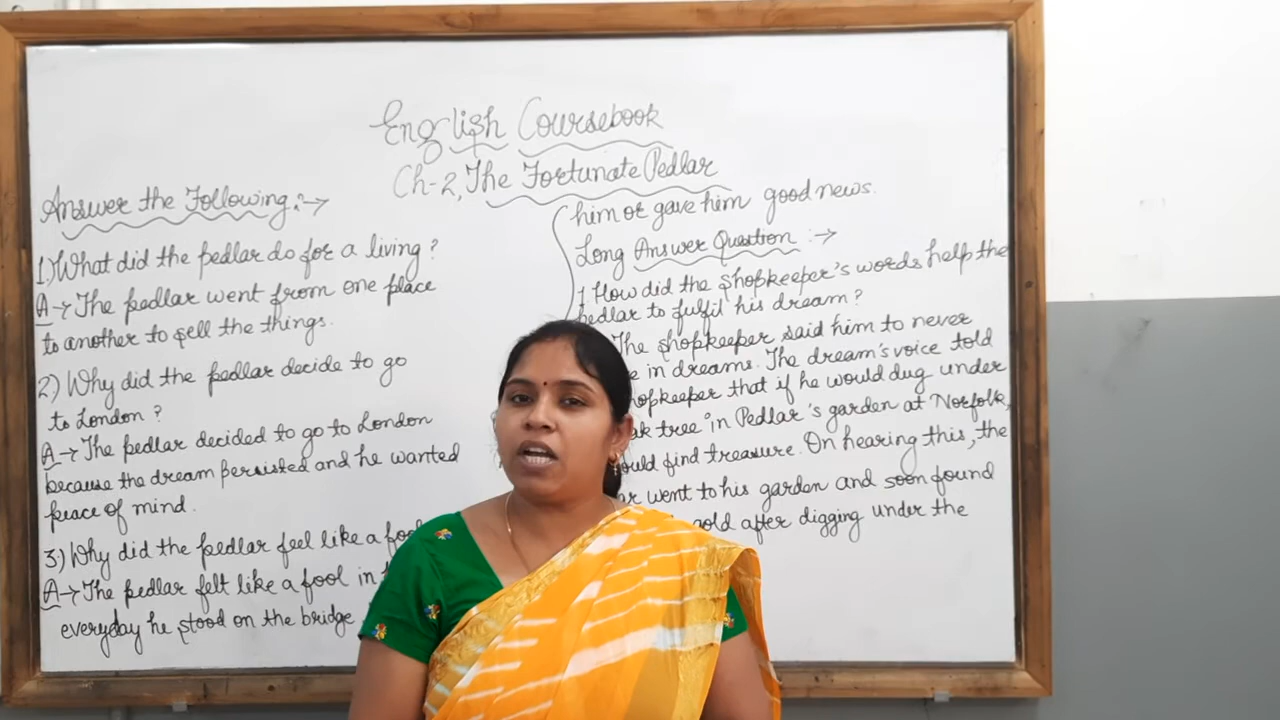 English Coursebook
Ch-2, The Fortunate Pedlar
Answer the Following:→
1) What did the pedlar do for a living?
A→ The pedlar went from one place
to another to sell the things.
2) Why did the pedlar decide to go
to London?
A→ The pedlar decided to go to London
because the dream persisted and he wanted
peace of mind.
3) Why did the pedlar feel like a
A→ The pedlar felt like a fool in
everyday he stood on the bridge
him or gave him good news.
Long Answer Question :→
1 How did the shopkeeper's words help the
pedlar to fulfil his dream?
The shopkeeper said him to never
in dreams. The dream's voice told
that if he would dug under
tree in Pedlar's garden at Norfolk,
find treasure. On hearing this, the
went to his garden and soon found
gold after digging under the